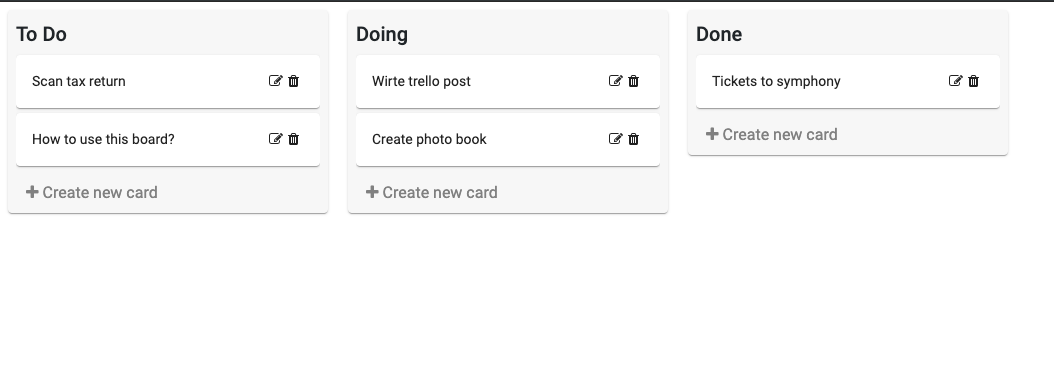 To Do
Scan tax return
How to use this board?
Create new card
Doing
Wirte trello post
Create photo book
Create new card
Done
Tickets to symphony
Create new card